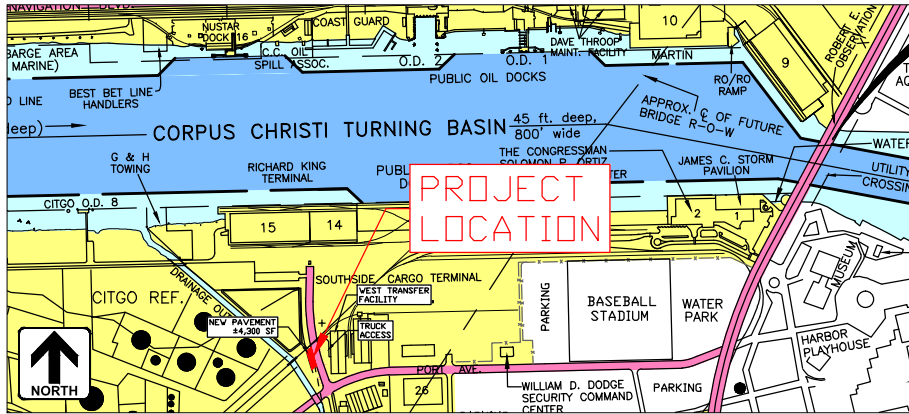 NAVIGATION BLVD.
NUSTAR
DOCK 16
COAST GUARD
10
BARGE AREA
MARINE)
C.C. OIL
SPILL ASSOC.
O.D. 2
O.D. 1
DAVE THROOP
MAINT. FACILITY
MARTIN
9
ROBERT E.
OBSERVATION
BEST BET LINE
HANDLERS
PUBLIC OIL DOCKS
RO/RO
RAMP
D LINE
deep)
CORPUS CHRISTI TURNING BASIN
45 ft. deep,
800' wide
APPROX. ℄ OF FUTURE
BRIDGE R-O-W
WATER
G & H
TOWING
RICHARD KING
TERMINAL
THE CONGRESSMAN
SOLOMON P. ORTIZ
JAMES C. STORM
PAVILION
UTILITY
CROSSIN
PROJECT
LOCATION
CITGO O.D. 8
15
14
2
1
MUSEUM
DRAINAGE
SOUTHSIDE CARGO TERMINAL
CITGO REF.
WEST TRANSFER
FACILITY
NEW PAVEMENT
±4,300 SF
TRUCK
ACCESS
PARKING
BASEBALL
STADIUM
WATER
PARK
HARBOR
PLAYHOUSE
NORTH
PORT AVE.
26
WILLIAM D. DODGE
SECURITY COMMAND
CENTER
PARKING